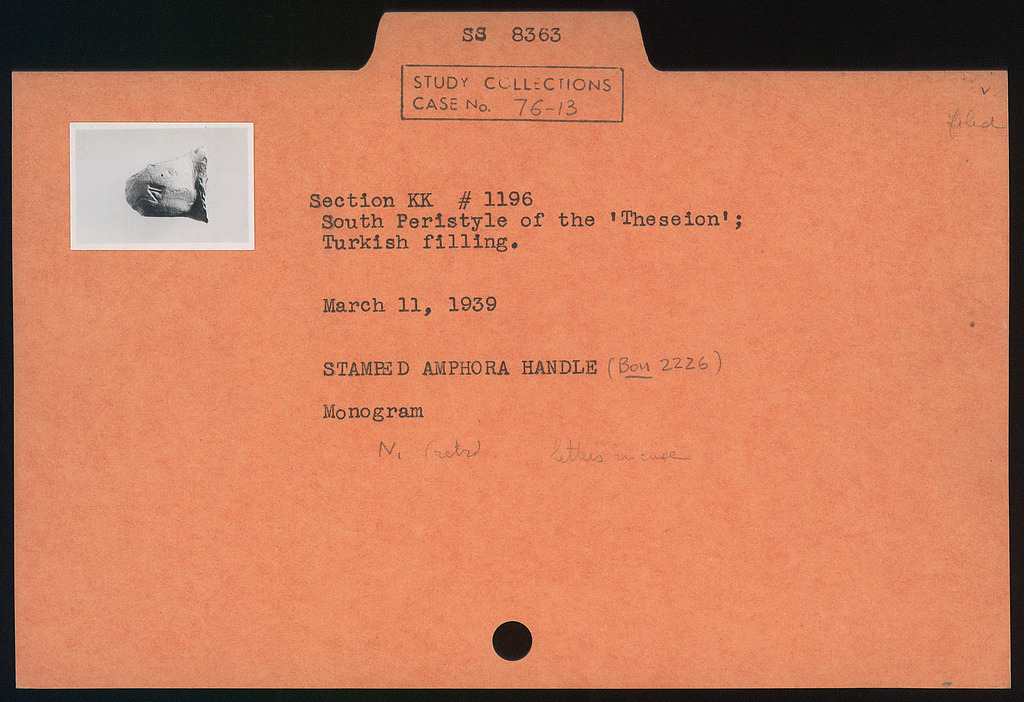 SS 8363
STUDY COLLECTIONS
CASE No. 76-13
filed
Section KK # 1196
South Peristyle of the 'Theseion';
Turkish filling.
March 11, 1939
STAMPED AMPHORA HANDLE (Bon 2226)
Monogram
N, (retr) letters incuse